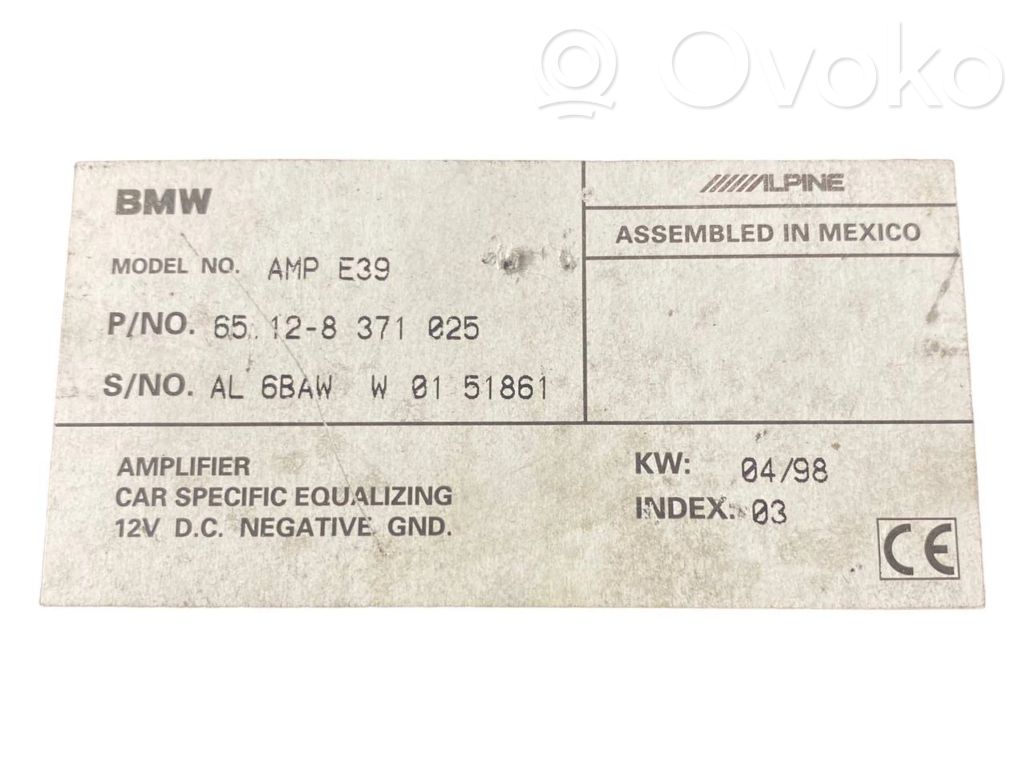 Ovoko
BMW
ALPINE
ASSEMBLED IN MEXICO
MODEL NO. AMP E39
P/NO. 65.12-8 371 025
S/NO. AL 6BAW W 01 51861
AMPLIFIER
CAR SPECIFIC EQUALIZING
12V D.C. NEGATIVE GND.
KW: 04/98
INDEX: 03
CE